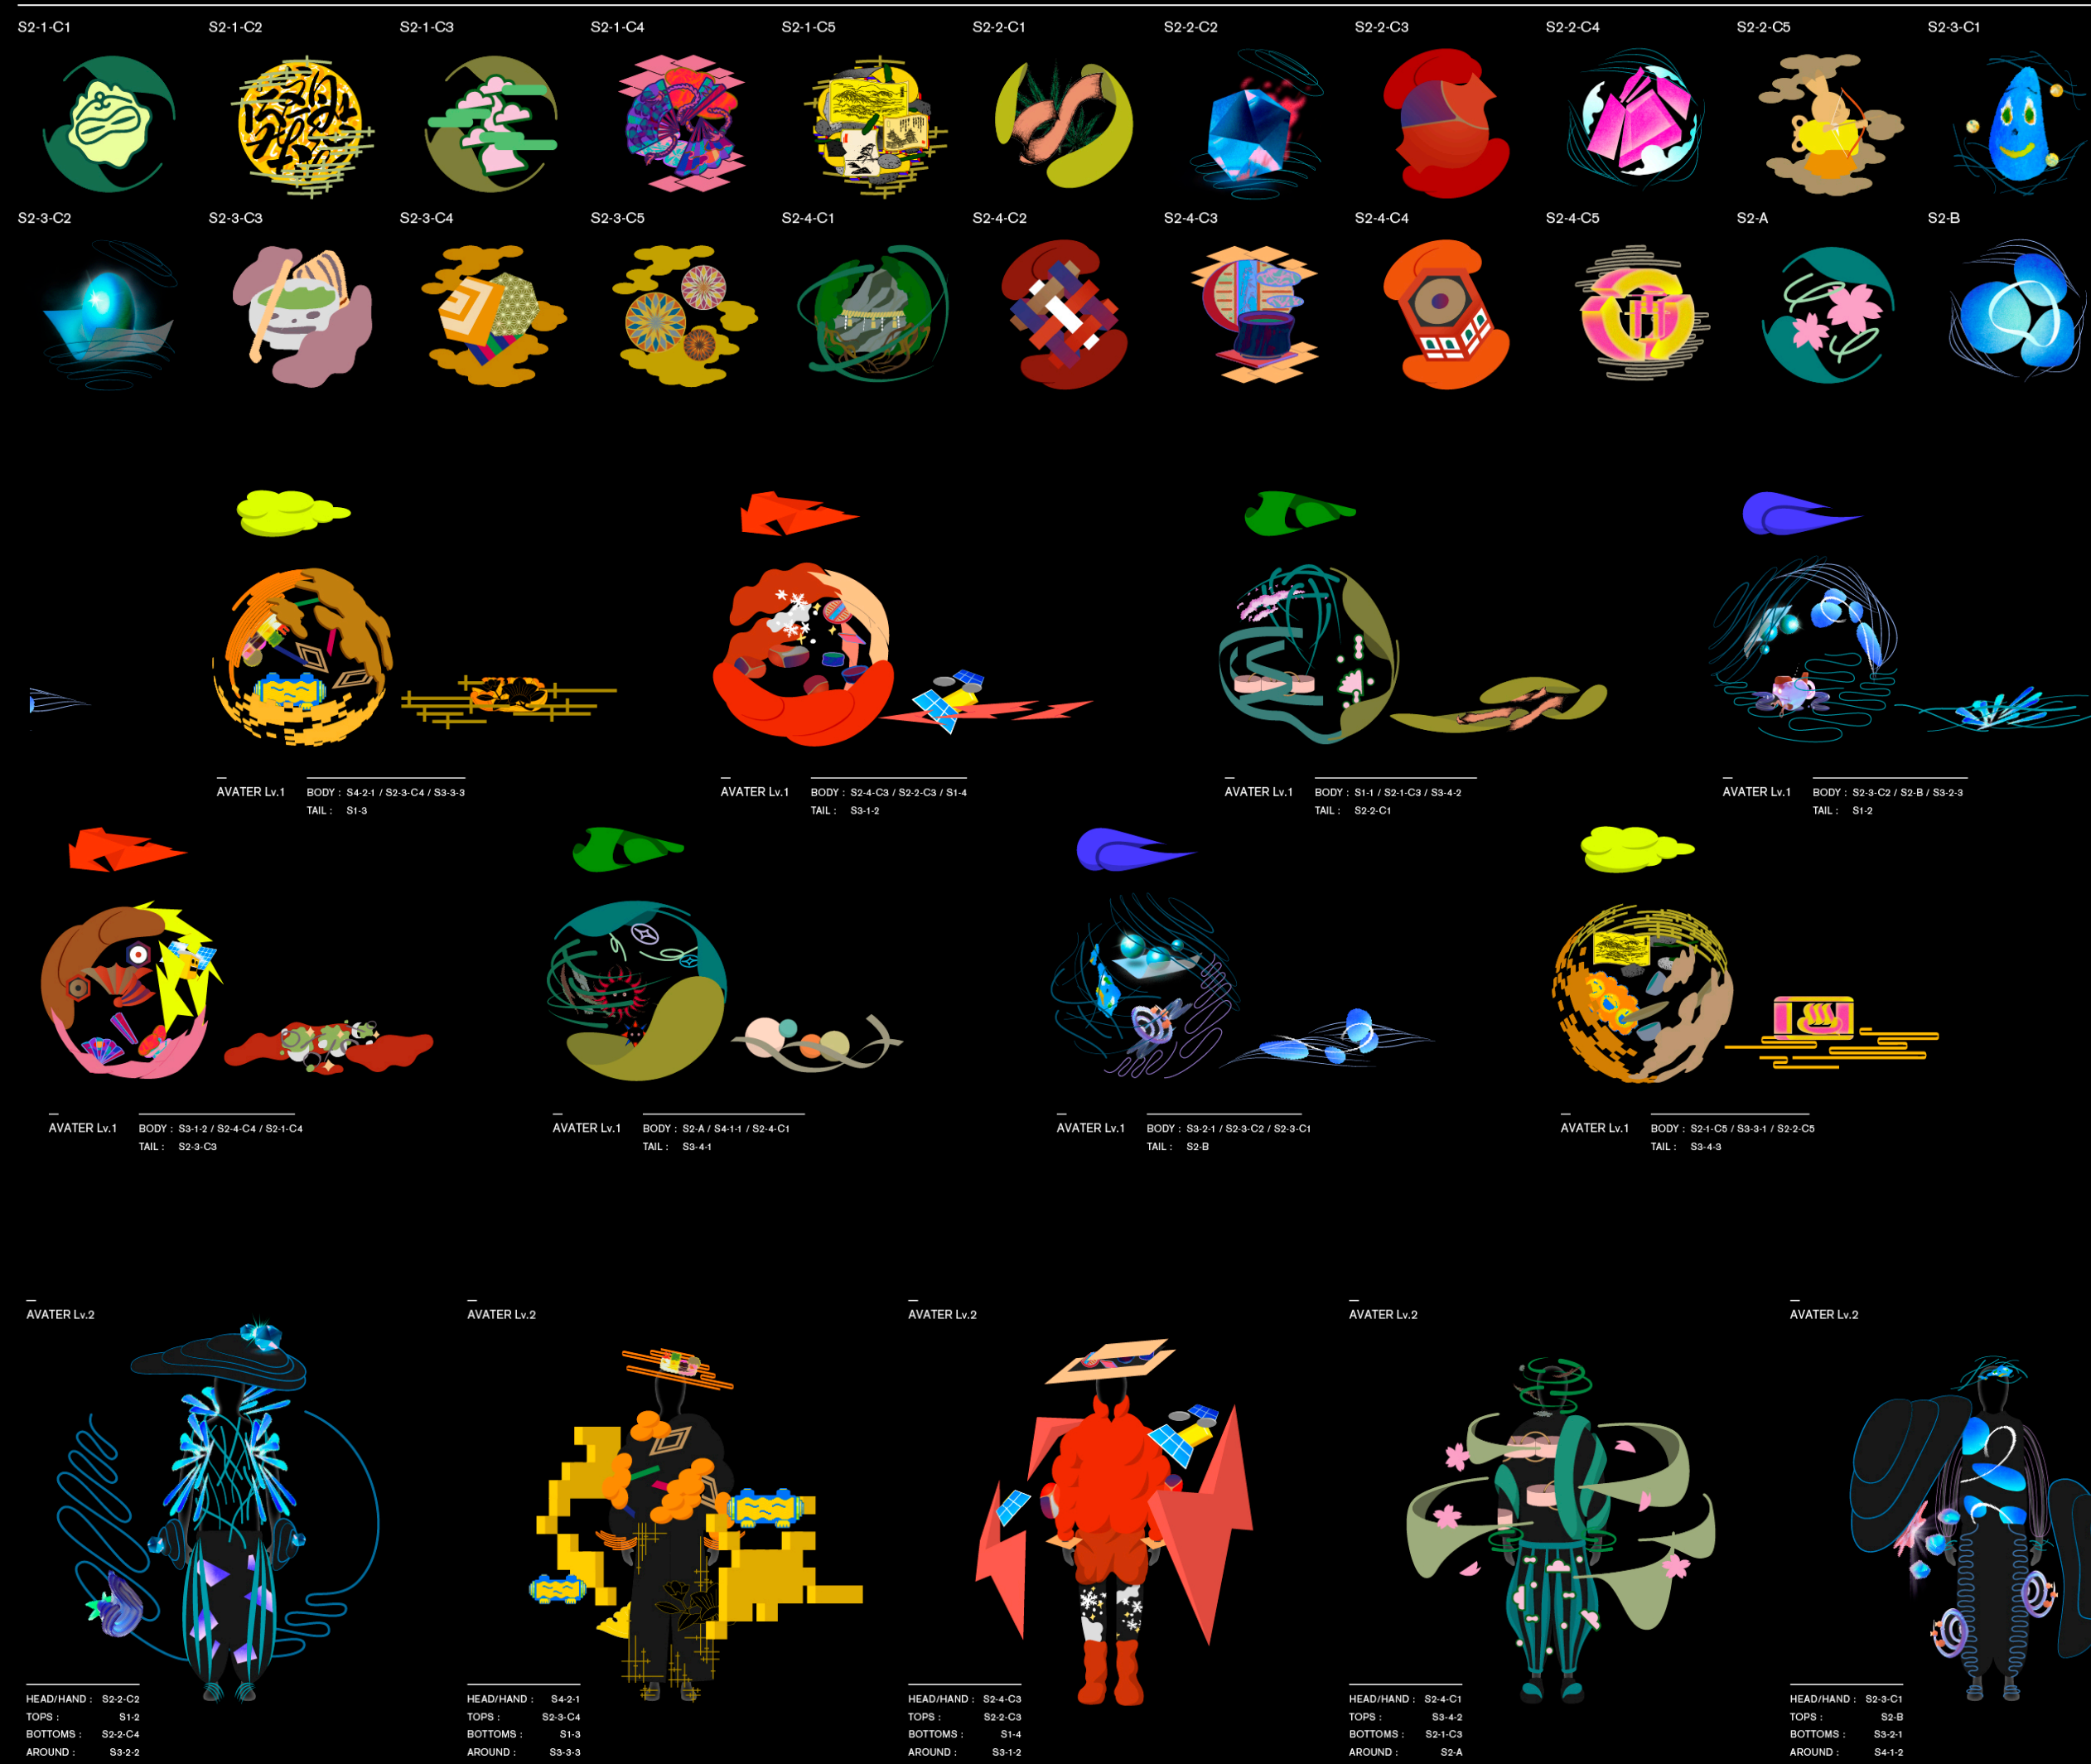 S2-1-C1 S2-1-C2 S2-1-C3 S2-1-C4 S2-1-C5 S2-2-C1 S2-2-C2 S2-2-C3 S2-2-C4 S2-2-C5 S2-3-C1
S2-3-C2 S2-3-C3 S2-3-C4 S2-3-C5 S2-4-C1 S2-4-C2 S2-4-C3 S2-4-C4 S2-4-C5 S2-A S2-B
AVATER Lv.1 BODY : S4-2-1 / S2-3-C4 / S3-3-3
TAIL : S1-3
AVATER Lv.1 BODY : S2-4-C3 / S2-2-C3 / S1-4
TAIL : S3-1-2
AVATER Lv.1 BODY : S1-1 / S2-1-C3 / S3-4-2
TAIL : S2-2-C1
AVATER Lv.1 BODY : S2-3-C2 / S2-B / S3-2-3
TAIL : S1-2
AVATER Lv.1 BODY : S3-1-2 / S2-4-C4 / S2-1-C4
TAIL : S2-3-C3
AVATER Lv.1 BODY : S2-A / S4-1-1 / S2-4-C1
TAIL : S3-4-1
AVATER Lv.1 BODY : S3-2-1 / S2-3-C2 / S2-3-C1
TAIL : S2-B
AVATER Lv.1 BODY : S2-1-C5 / S3-3-1 / S2-2-C5
TAIL : S3-4-3
AVATER Lv.2
HEAD/HAND : S2-2-C2
TOPS : S1-2
BOTTOMS : S2-2-C4
AROUND : S3-2-2
AVATER Lv.2
HEAD/HAND : S4-2-1
TOPS : S2-3-C4
BOTTOMS : S1-3
AROUND : S3-3-3
AVATER Lv.2
HEAD/HAND : S2-4-C3
TOPS : S2-2-C3
BOTTOMS : S1-4
AROUND : S3-1-2
AVATER Lv.2
HEAD/HAND : S2-4-C1
TOPS : S3-4-2
BOTTOMS : S2-1-C3
AROUND : S2-A
AVATER Lv.2
HEAD/HAND : S2-3-C1
TOPS : S2-B
BOTTOMS : S3-2-1
AROUND : S4-1-2